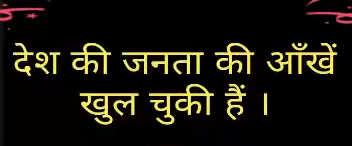 देश की जनता की आँखें
खुल चुकी हैं ।